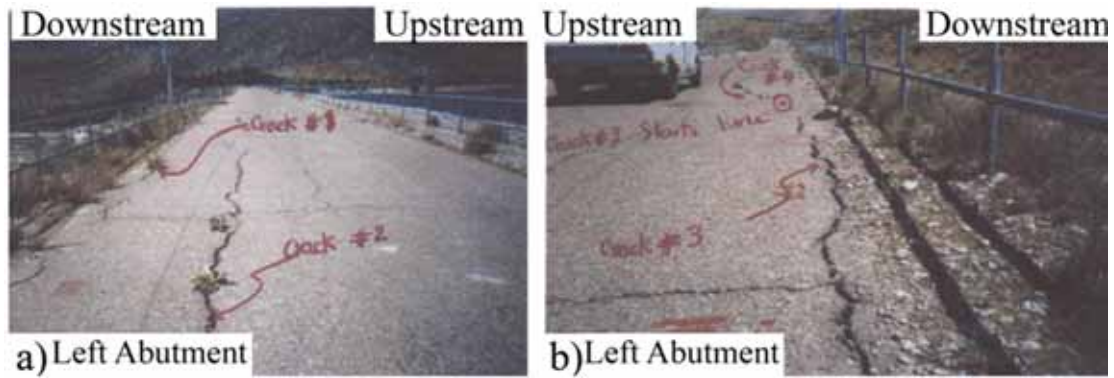 Downstream
Upstream
Crack #1
Crack #2
a) Left Abutment
Upstream
Downstream
Crack
#4
Crack #3 Starts here
Crack #3
b) Left Abutment